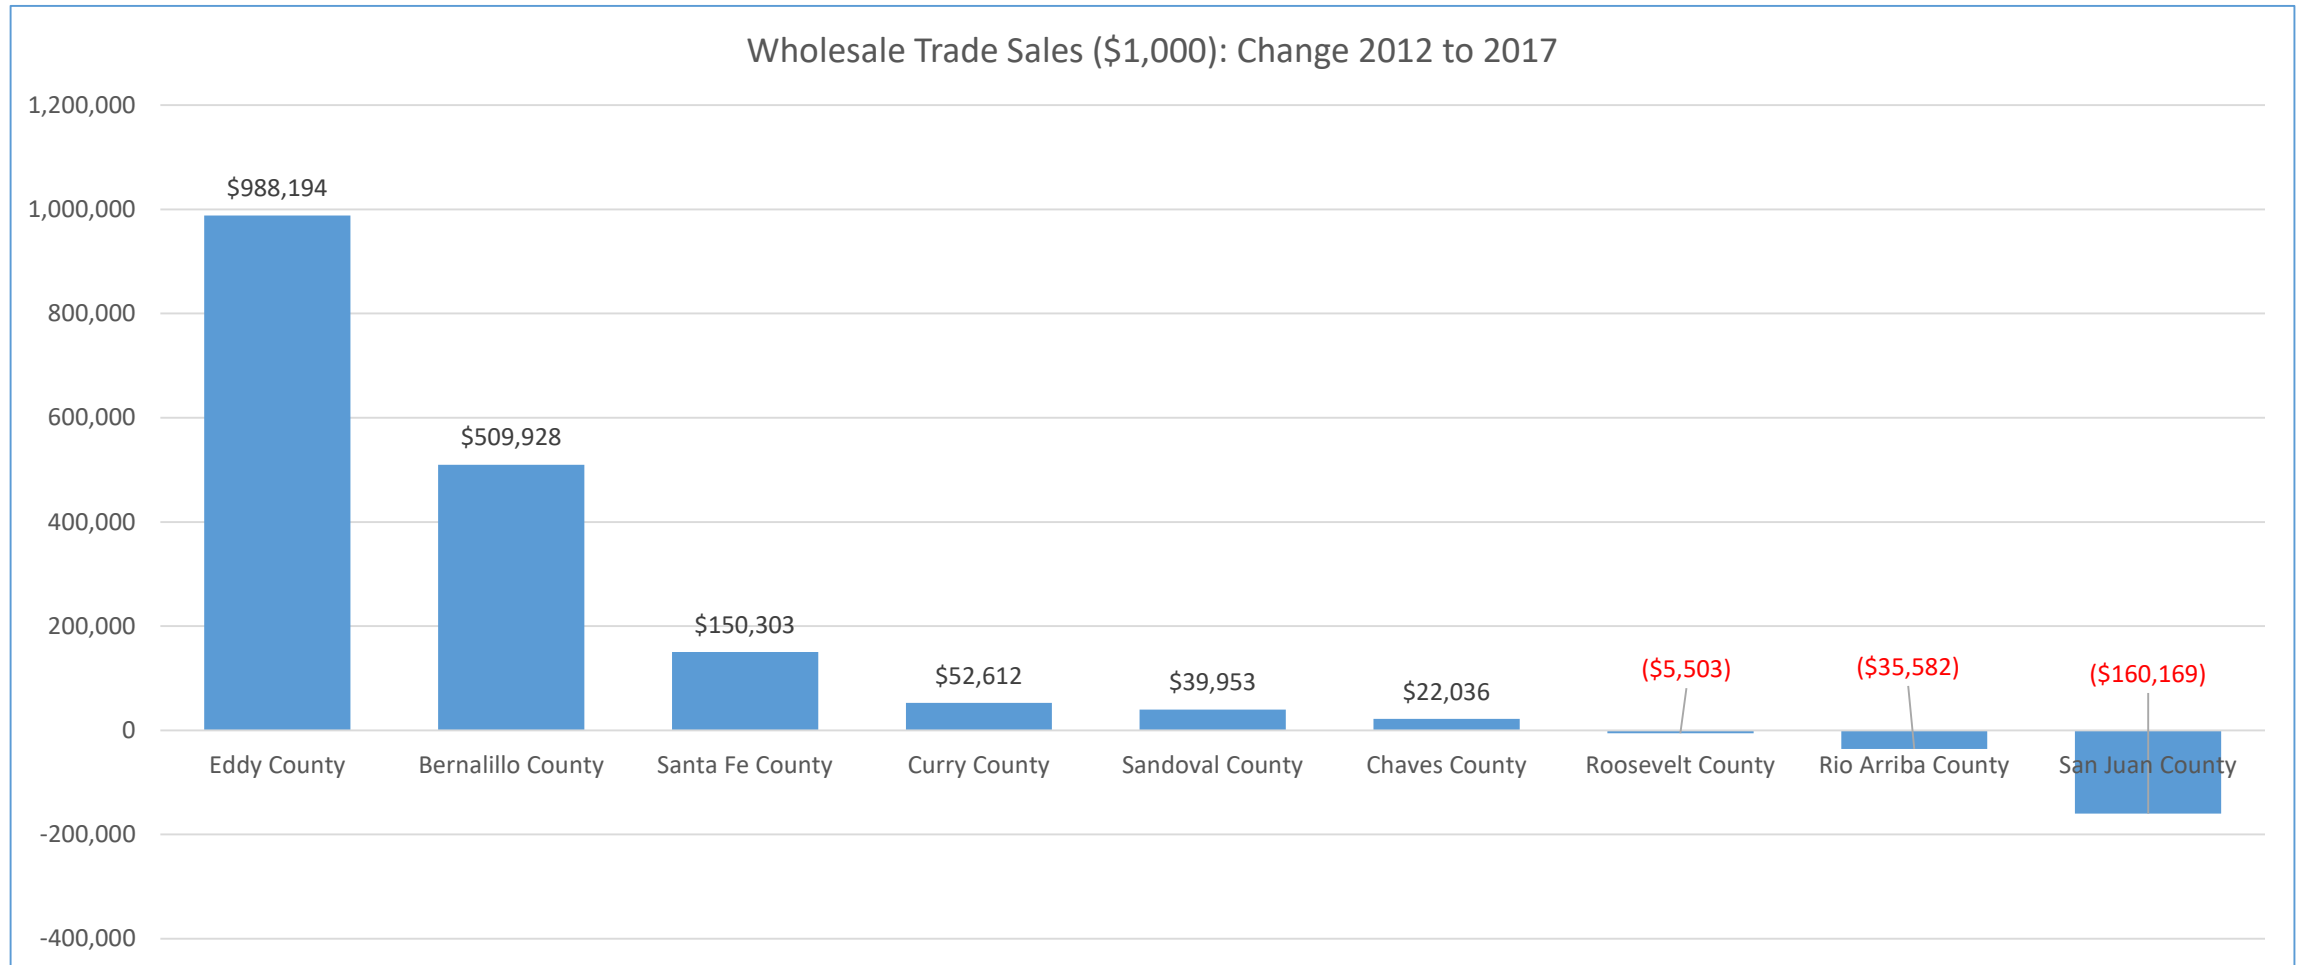 Wholesale Trade Sales ($1,000): Change 2012 to 2017
1,200,000
1,000,000
800,000
600,000
400,000
200,000
0
-200,000
-400,000
$988,194
$509,928
$150,303
$52,612
$39,953
$22,036
($5,503)
($35,582)
($160,169)
Eddy County
Bernalillo County
Santa Fe County
Curry County
Sandoval County
Chaves County
Roosevelt County
Rio Arriba County
San Juan County